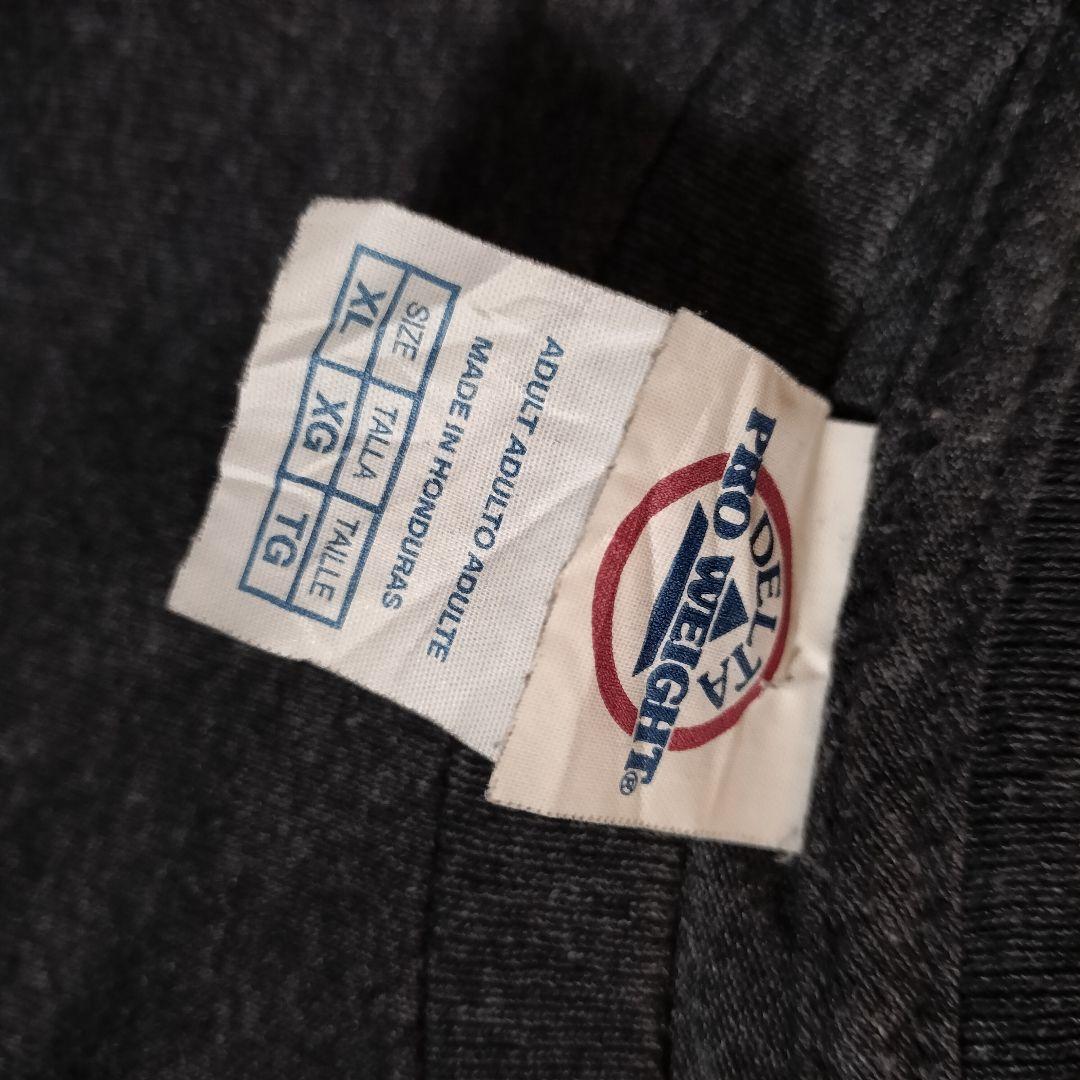 DELTA
PRO WEIGHT®
ADULT ADULTO ADULTE
MADE IN HONDURAS
SIZE TALLA TAILLE
XL XG TG